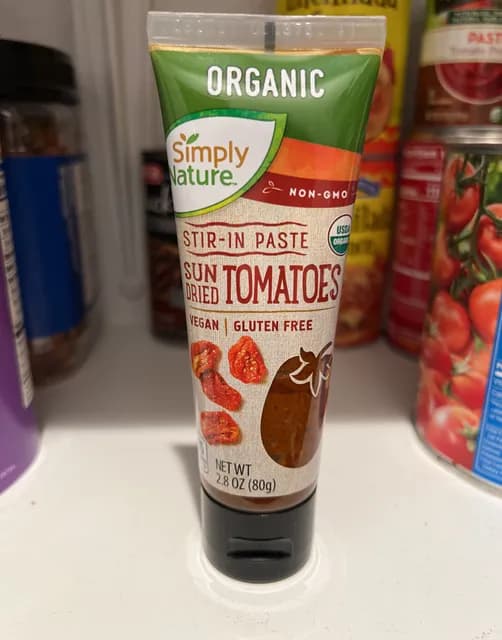 ORGANIC
Simply
Nature™
NON-GMO
USDA
ORGANIC
STIR-IN PASTE
SUN
DRIED TOMATOES
VEGAN | GLUTEN FREE
NET WT
2.8 OZ (80g)
PAST